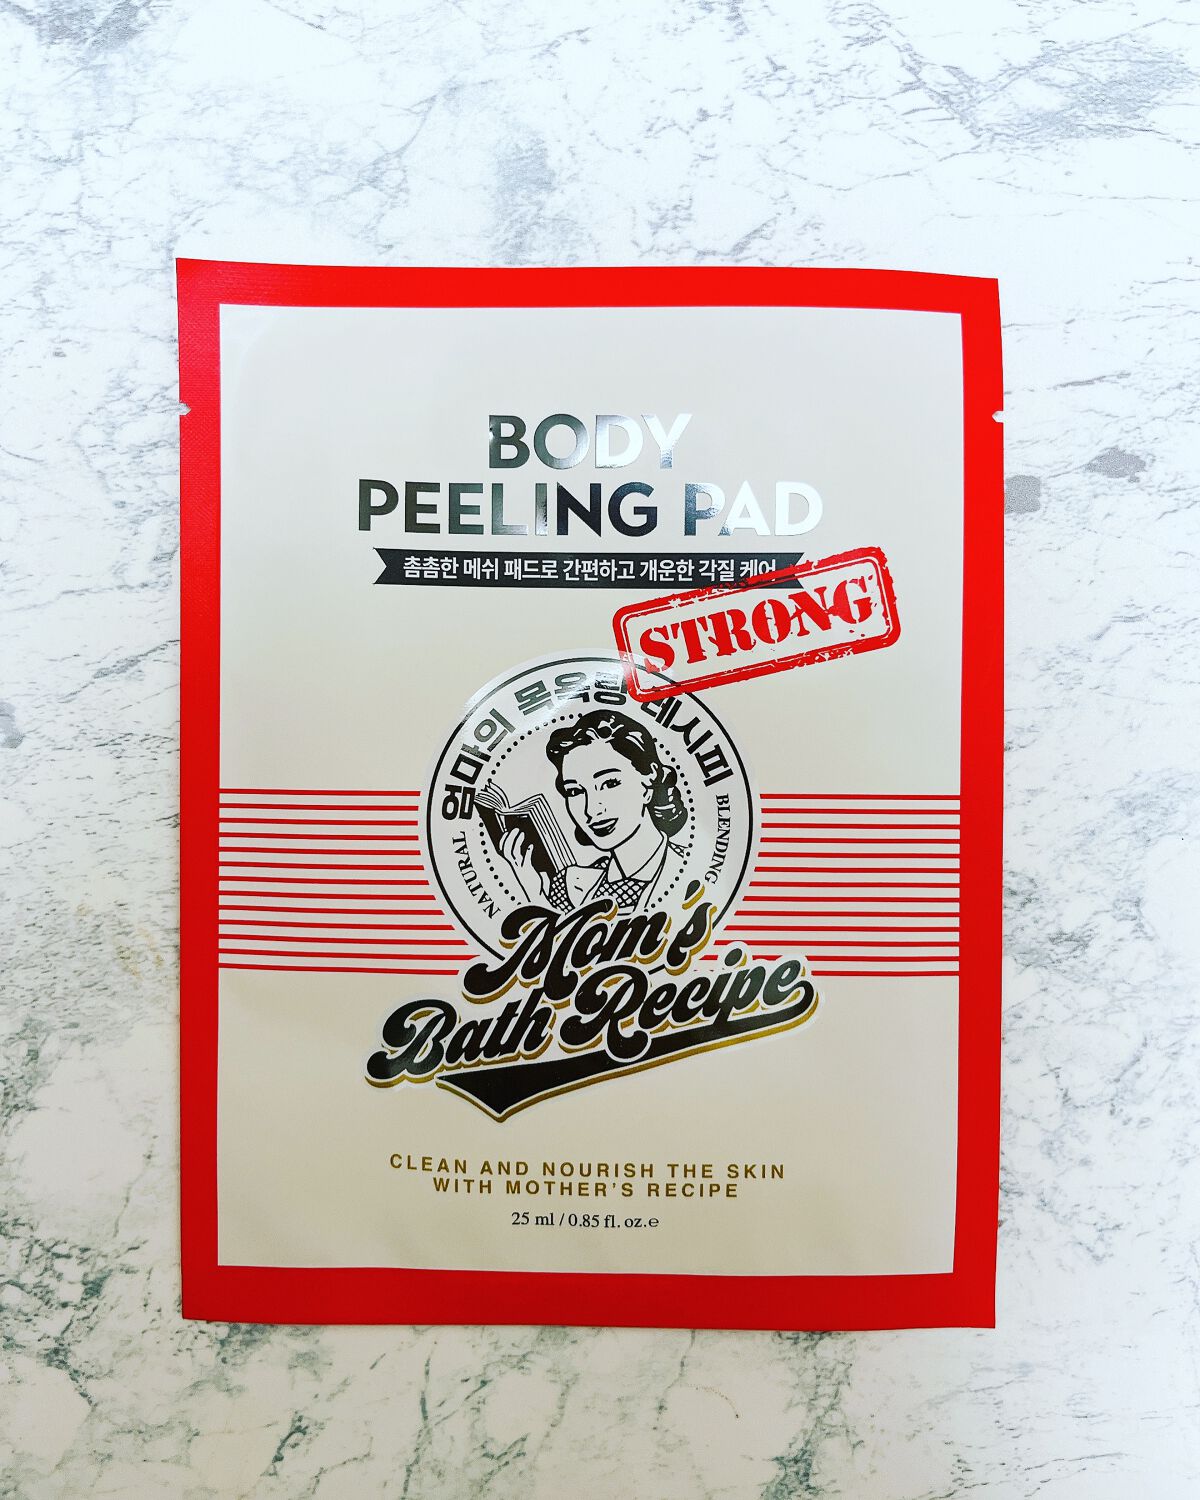 BODY
PEELING PAD
촘촘한 메쉬 패드로 간편하고 개운한 각질 케어
STRONG
엄마의 목욕탕 레시피
NATURAL
BLENDING
Mom's
Bath Recipe
CLEAN AND NOURISH THE SKIN
WITH MOTHER'S RECIPE
25 ml / 0.85 fl. oz.e